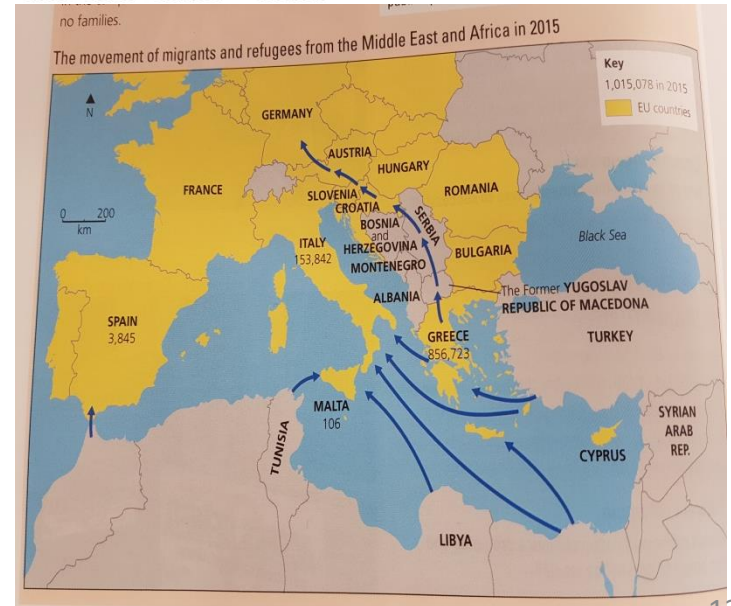 no families.
The movement of migrants and refugees from the Middle East and Africa in 2015
Key
1,015,078 in 2015
EU countries
N
0 200
km
GERMANY
AUSTRIA
HUNGARY
FRANCE
SLOVENIA
CROATIA
ROMANIA
BOSNIA
and
HERZEGOVINA
SERBIA
ITALY
153,842
MONTENEGRO
BULGARIA
Black Sea
ALBANIA
The Former YUGOSLAV
REPUBLIC OF MACEDONA
SPAIN
3,845
GREECE
856,723
TURKEY
MALTA
106
TUNISIA
CYPRUS
SYRIAN
ARAB
REP.
LIBYA